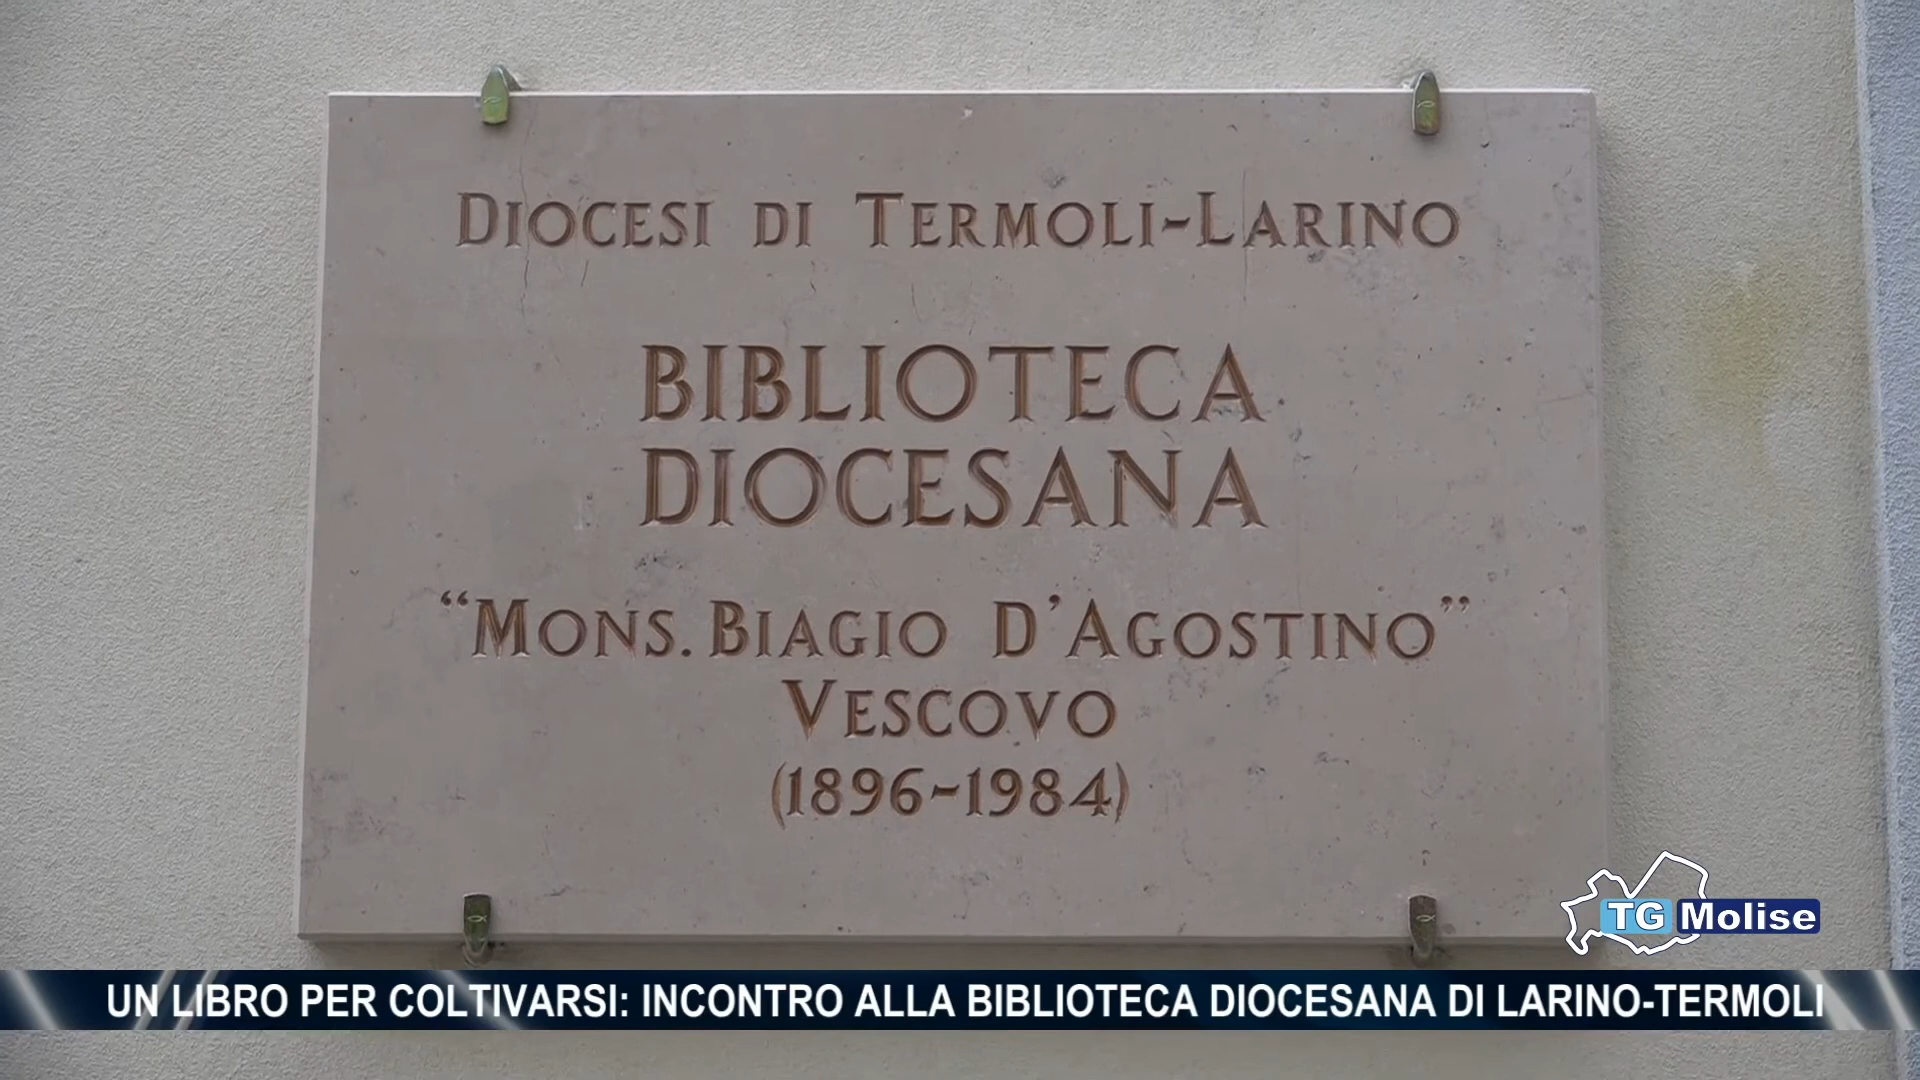 DIOCESI DI TERMOLI-LARINO
BIBLIOTECA
DIOCESANA
“MONS. BIAGIO D’AGOSTINO”
VESCOVO
(1896-1984)
TG Molise
UN LIBRO PER COLTIVARSI: INCONTRO ALLA BIBLIOTECA DIOCESANA DI LARINO-TERMOLI